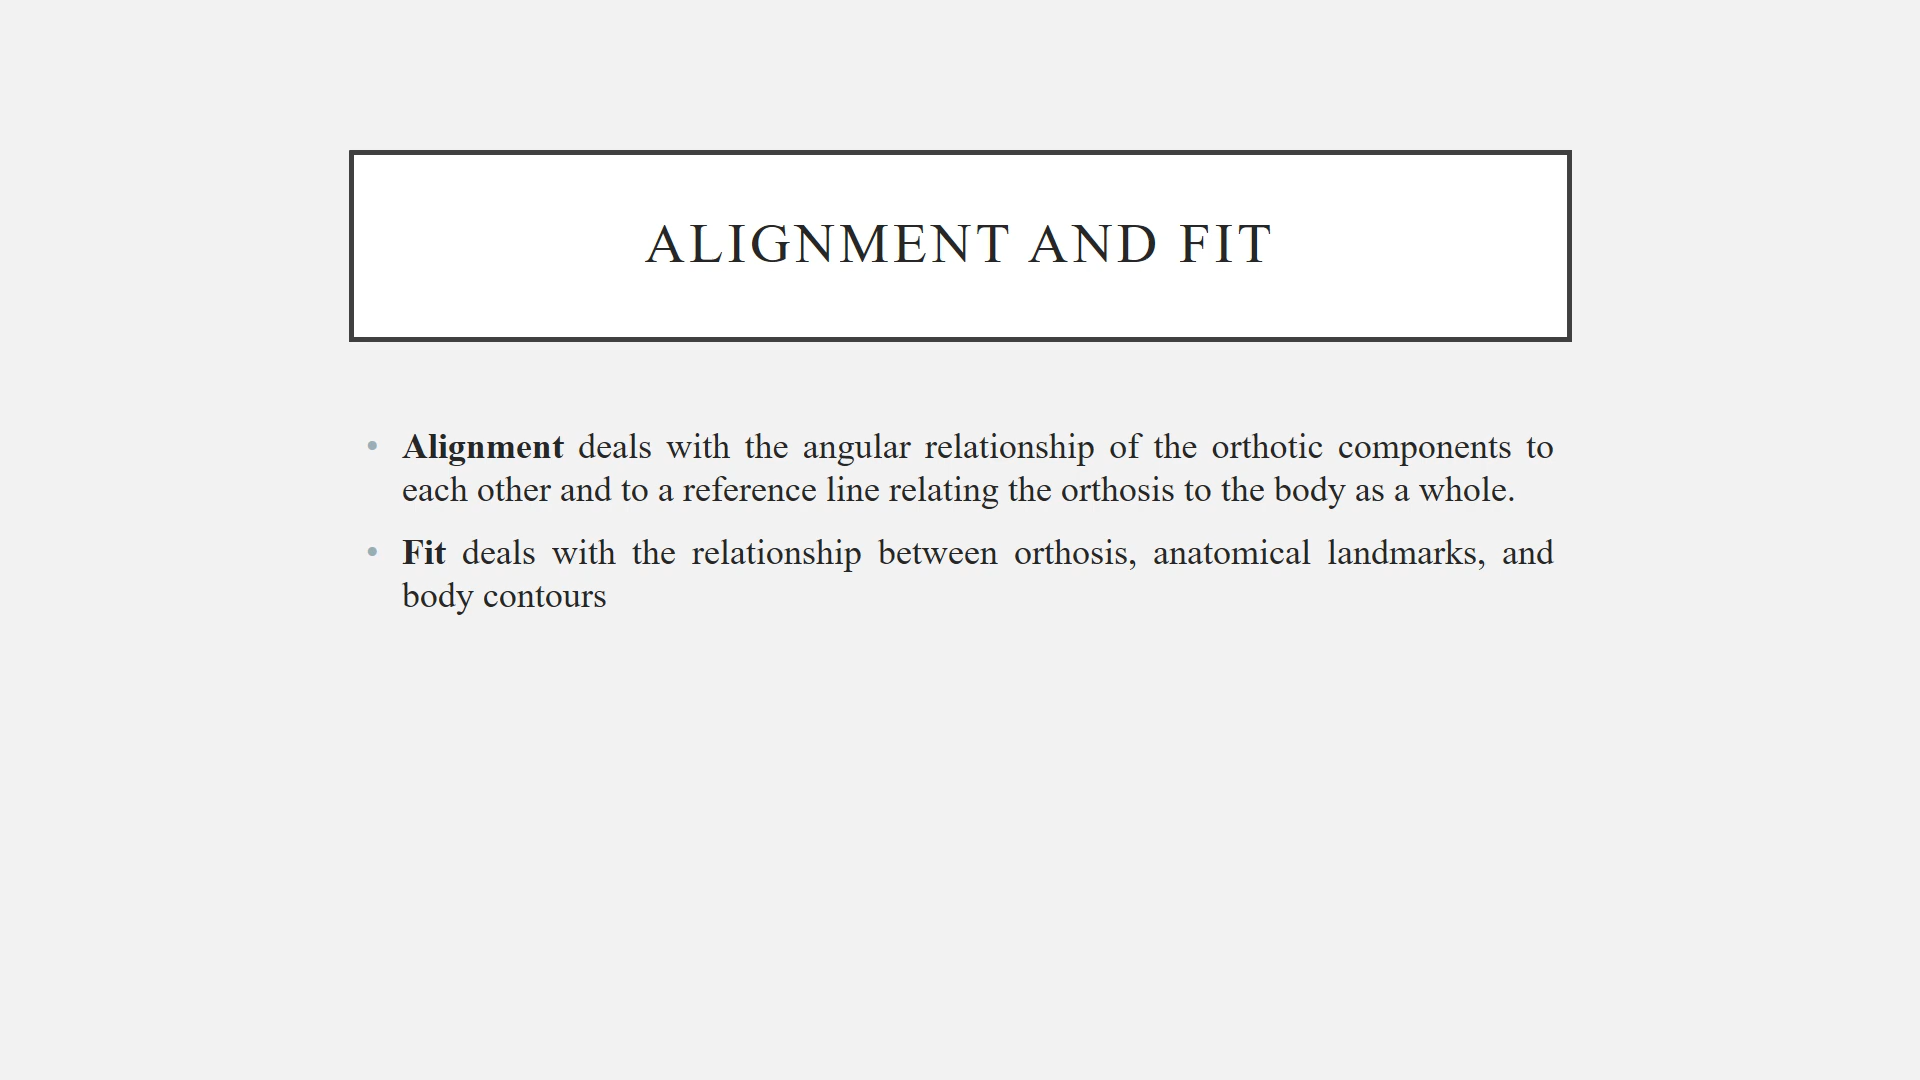 ALIGNMENT AND FIT
• Alignment deals with the angular relationship of the orthotic components to
each other and to a reference line relating the orthosis to the body as a whole.
• Fit deals with the relationship between orthosis, anatomical landmarks, and
body contours